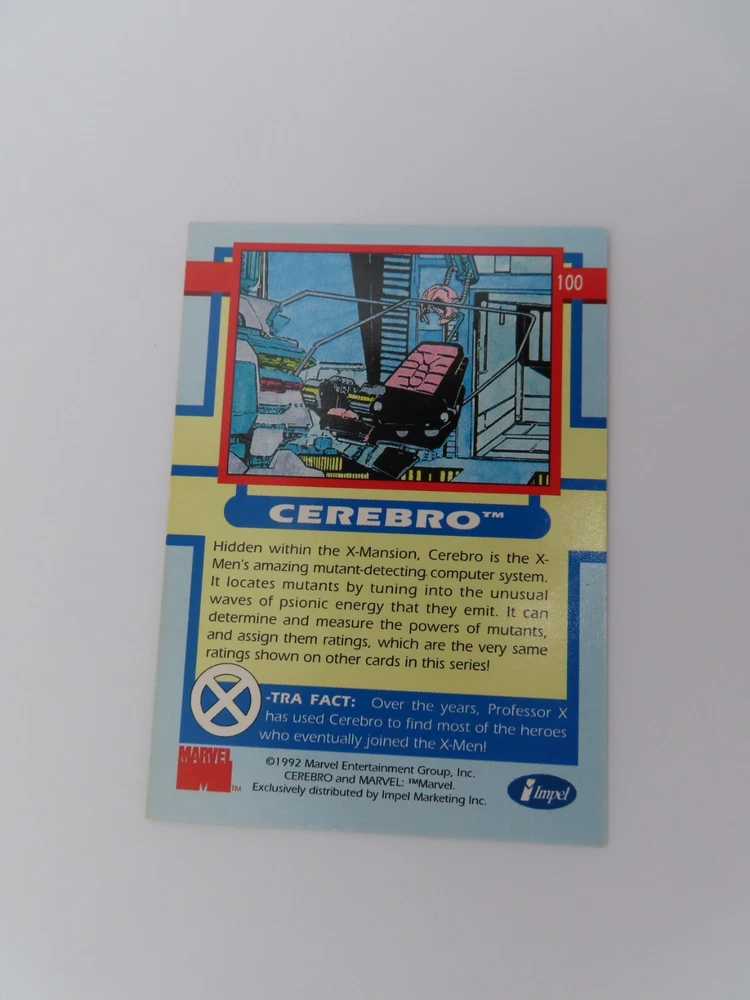 100
CEREBRO™
Hidden within the X-Mansion, Cerebro is the X-
Men's amazing mutant-detecting computer system.
It locates mutants by tuning into the unusual
waves of psionic energy that they emit. It can
determine and measure the powers of mutants,
and assign them ratings, which are the very same
ratings shown on other cards in this series!
X-TRA FACT: Over the years, Professor X
has used Cerebro to find most of the heroes
who eventually joined the X-Men!
MARVEL
M TM
©1992 Marvel Entertainment Group, Inc.
CEREBRO and MARVEL: ™Marvel.
Exclusively distributed by Impel Marketing Inc.
Impel